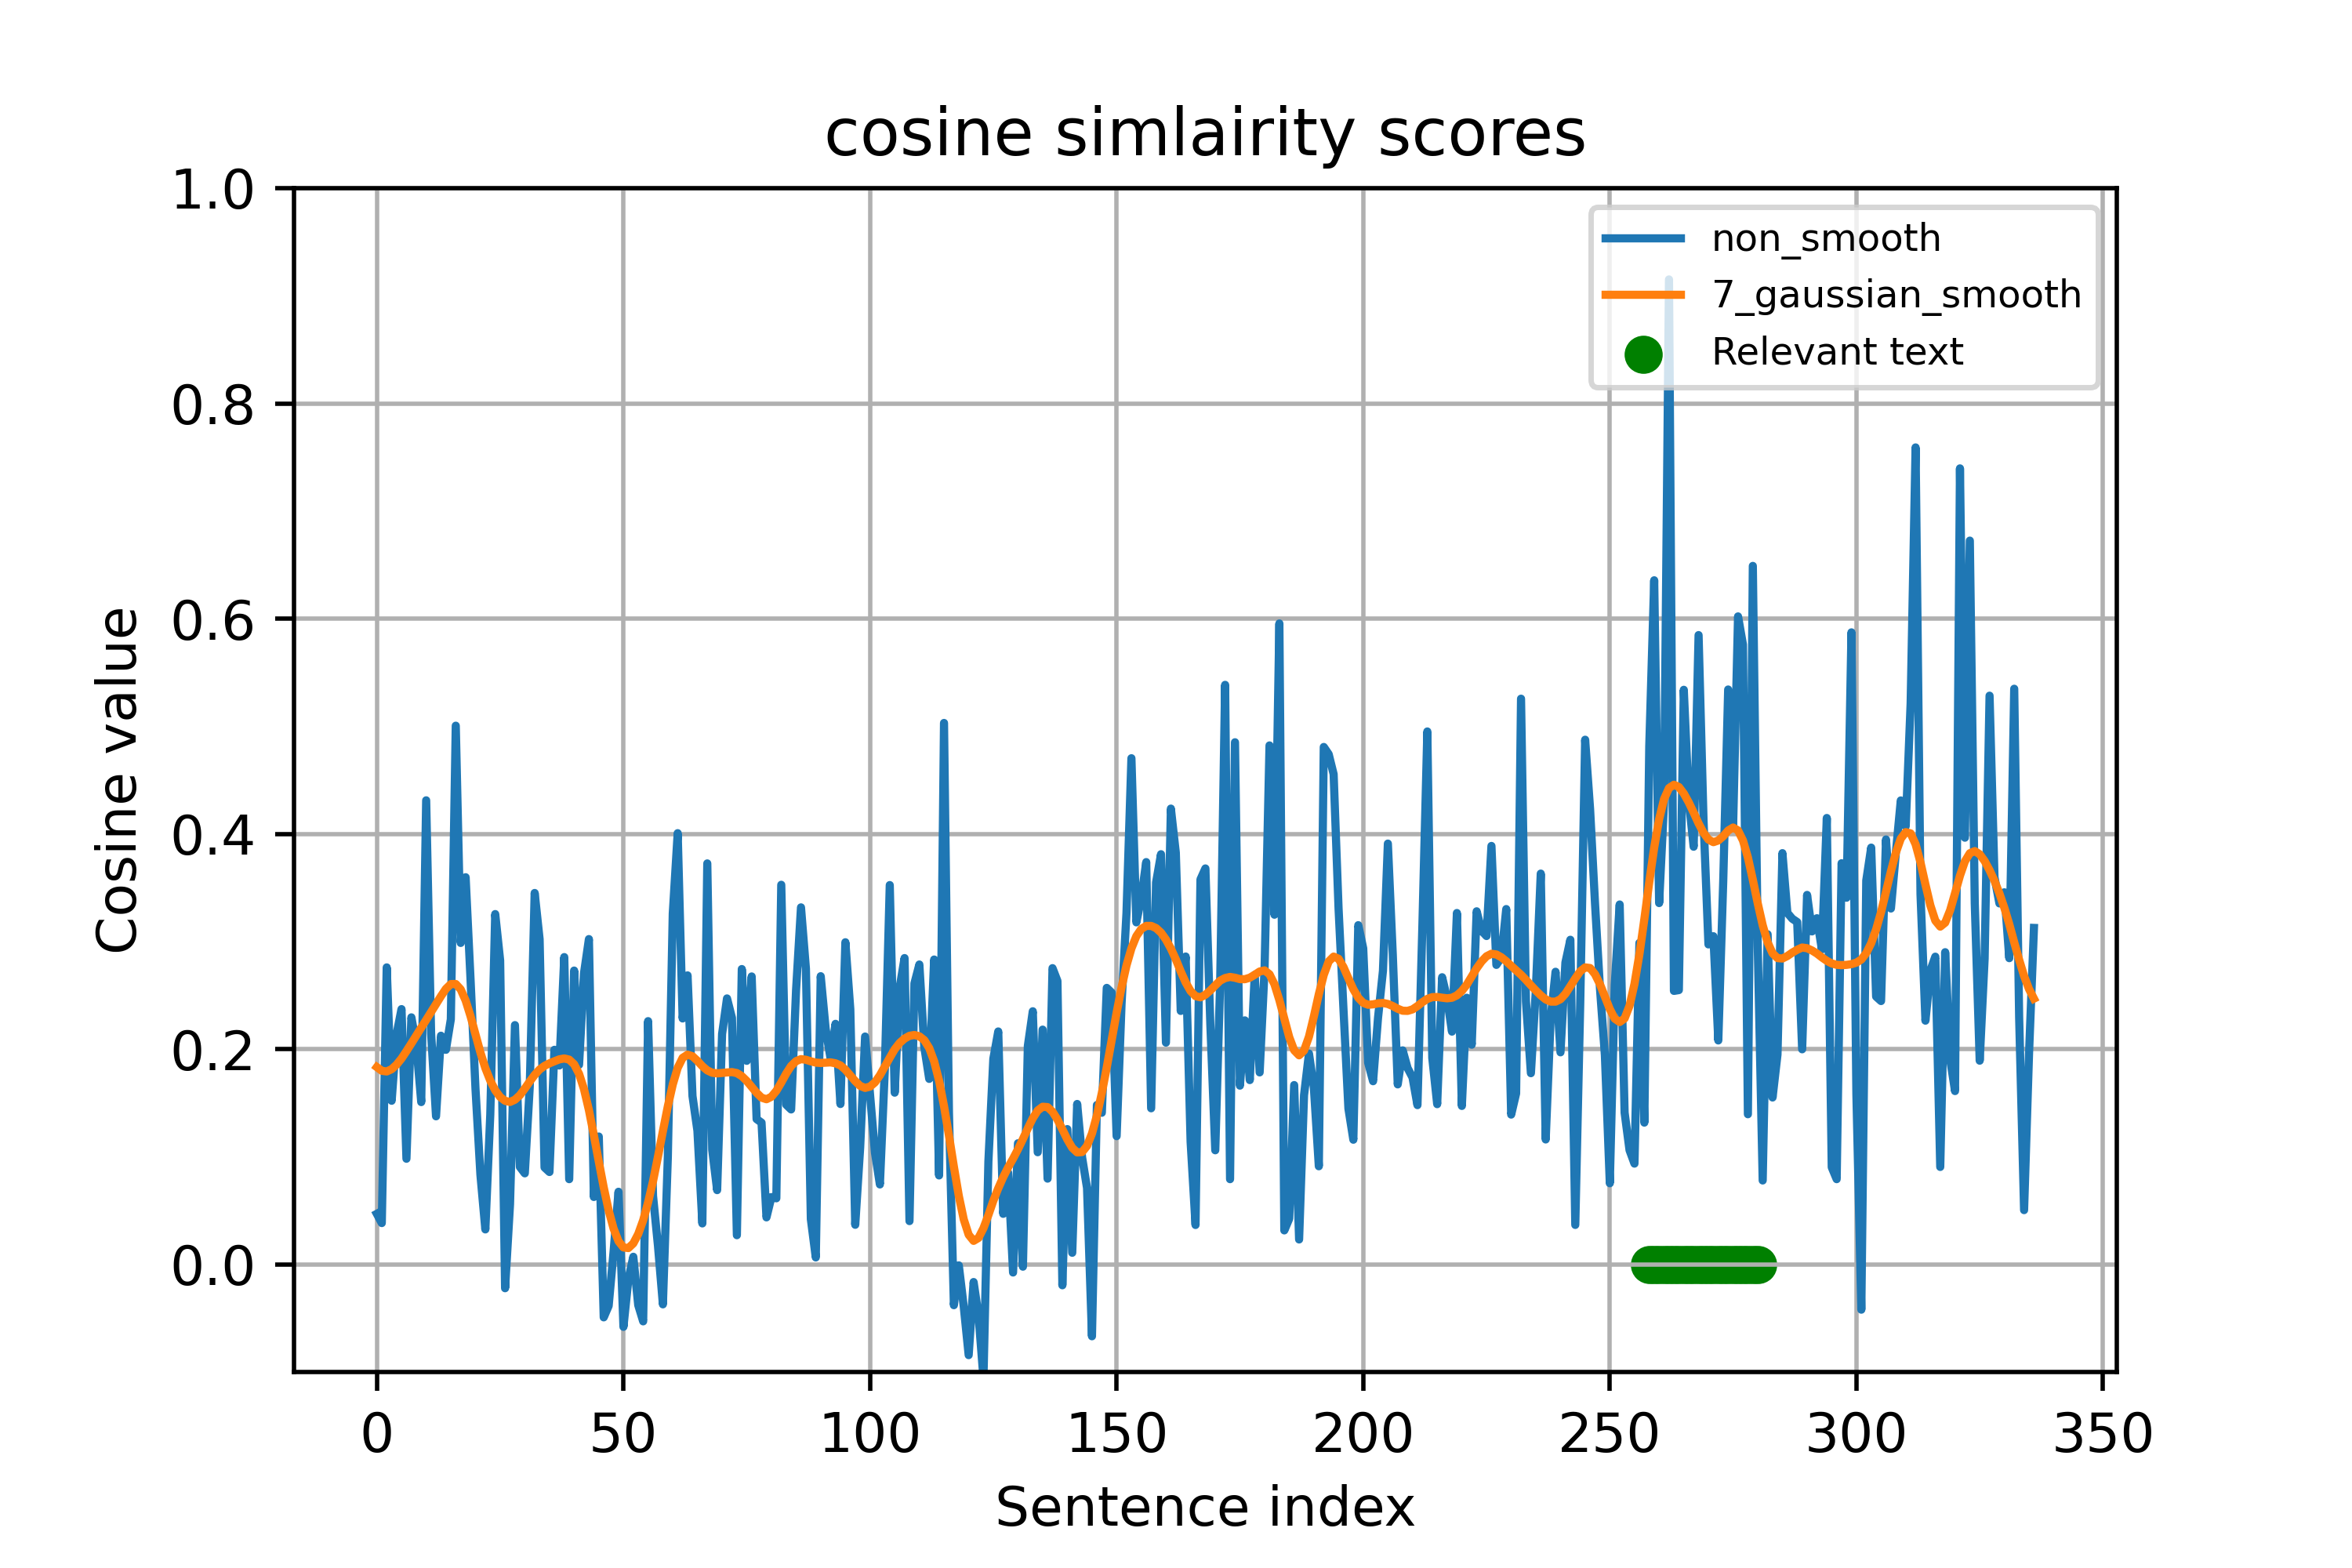 cosine simlairity scores
1.0
0.8
0.6
0.4
0.2
0.0
Cosine value
non_smooth
7_gaussian_smooth
Relevant text
0 50 100 150 200 250 300 350
Sentence index